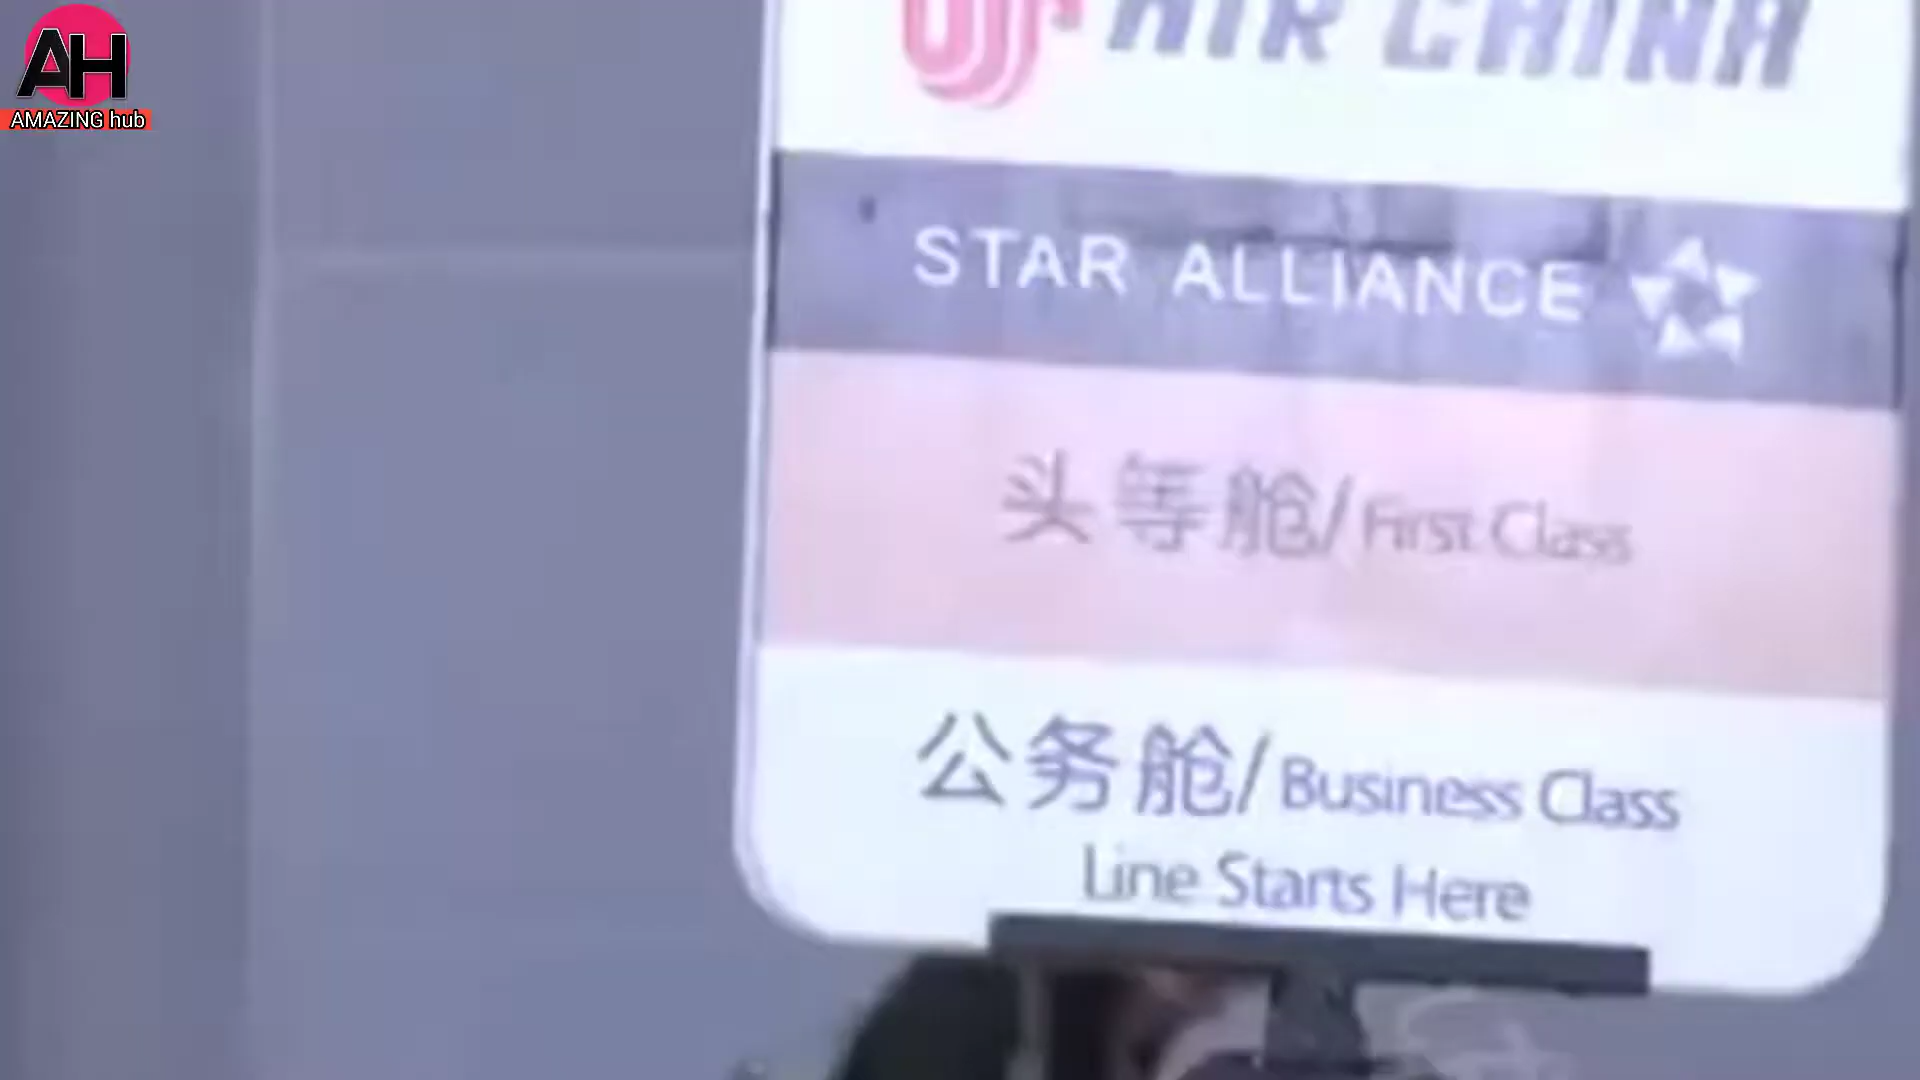 AH
AMAZING hub
AIR CHINA
STAR ALLIANCE
头等舱/First Class
公务舱/Business Class
Line Starts Here